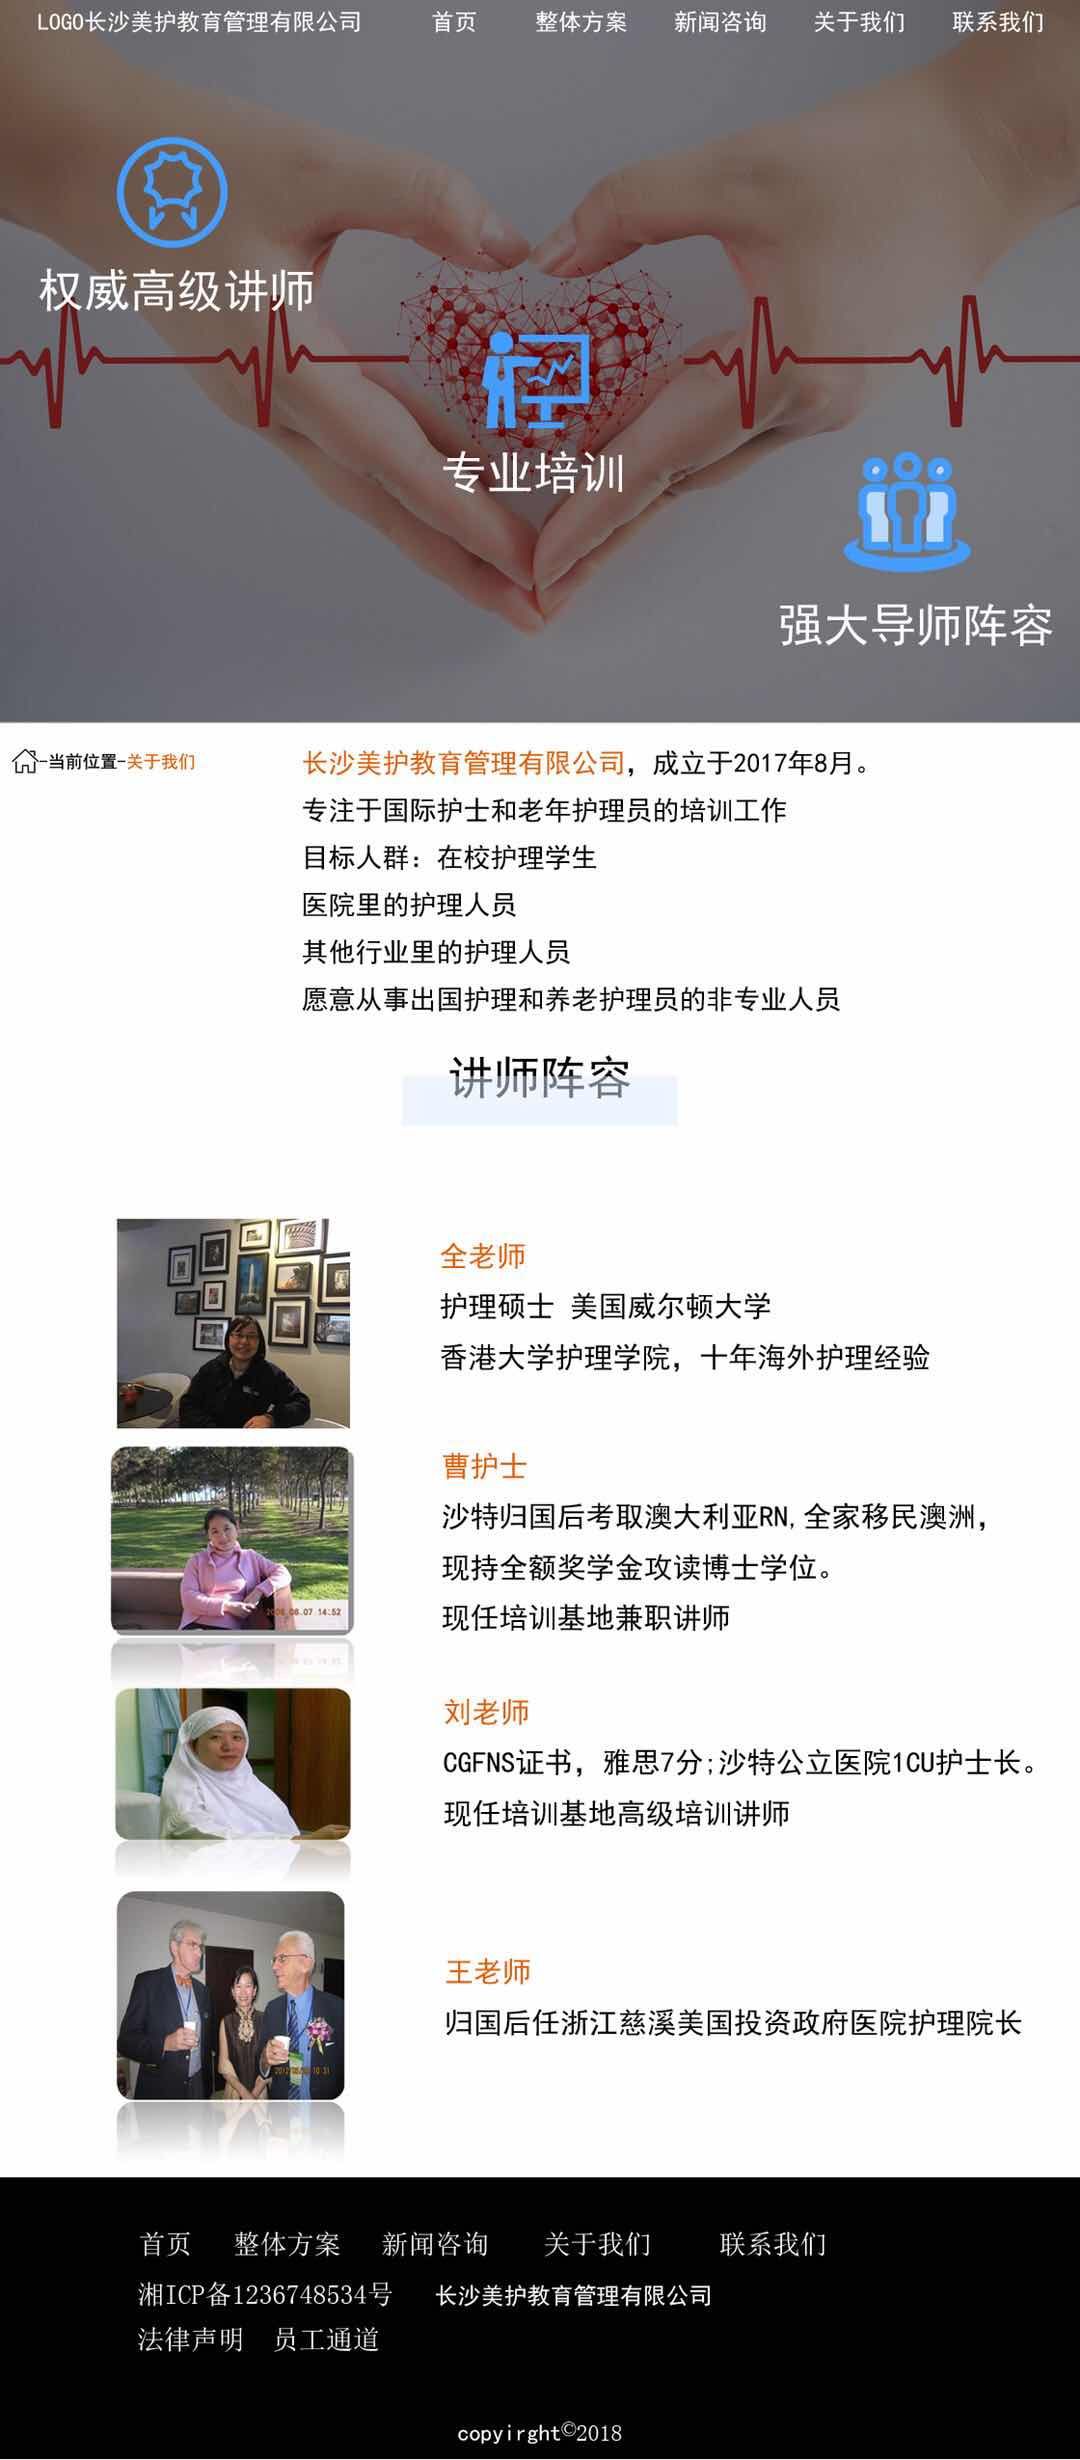 LOGO长沙美护教育管理有限公司 首页 整体方案 新闻咨询 关于我们 联系我们
权威高级讲师
专业培训
强大导师阵容
-当前位置-关于我们
长沙美护教育管理有限公司，成立于2017年8月。
专注于国际护士和老年护理员的培训工作
目标人群：在校护理学生
医院里的护理人员
其他行业里的护理人员
愿意从事出国护理和养老护理员的非专业人员
讲师阵容
全老师
护理硕士 美国威尔顿大学
香港大学护理学院，十年海外护理经验
曹护士
沙特归国后考取澳大利亚RN,全家移民澳洲，
现持全额奖学金攻读博士学位。
现任培训基地兼职讲师
刘老师
CGFNS证书，雅思7分;沙特公立医院1CU护士长。
现任培训基地高级培训讲师
王老师
归国后任浙江慈溪美国投资政府医院护理院长
首页 整体方案 新闻咨询 关于我们 联系我们
湘ICP备1236748534号 长沙美护教育管理有限公司
法律声明 员工通道
copyirght©2018